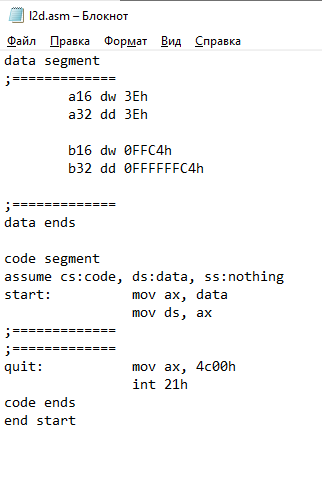 l2d.asm – Блокнот
Файл Правка Формат Вид Справка
data segment
;=============
a16 dw 3Eh
a32 dd 3Eh
b16 dw 0FFC4h
b32 dd 0FFFFFFC4h
;=============
data ends
code segment
assume cs:code, ds:data, ss:nothing
start: mov ax, data
mov ds, ax
;=============
;=============
quit: mov ax, 4c00h
int 21h
code ends
end start